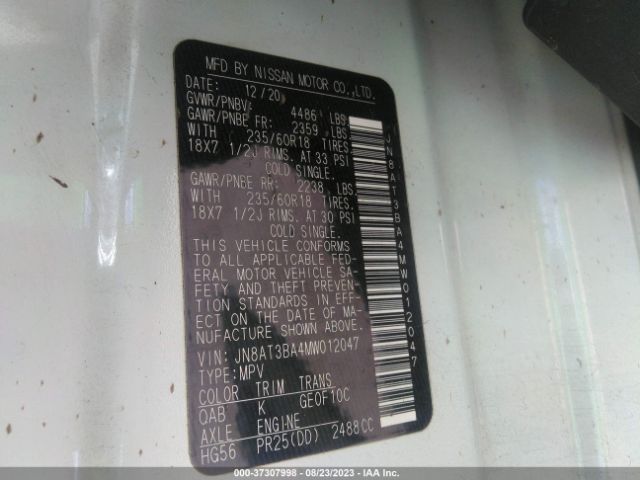 MFD BY NISSAN MOTOR CO.,LTD.
DATE: 12/20
GVWR/PNBV: 4486 LBS
GAWR/PNBE FR: 2359 LBS
WITH 235/60R18 TIRES.
18X7 1/2J RIMS. AT 33 PSI
COLD SINGLE.
GAWR/PNBE RR: 2238 LBS
WITH 235/60R18 TIRES.
18X7 1/2J RIMS. AT 30 PSI
COLD SINGLE.
THIS VEHICLE CONFORMS
TO ALL APPLICABLE FED-
ERAL MOTOR VEHICLE SA-
FETY AND THEFT PREVEN-
TION STANDARDS IN EFF-
ECT ON THE DATE OF MA-
NUFACTURE SHOWN ABOVE.
VIN: JN8AT3BA4MW012047
TYPE: MPV
COLOR TRIM TRANS
QAB K GE0F10C
AXLE ENGINE
HG56 PR25(DD) 2488CC
JN8AT3BA4MW012047
000-37307998 - 08/23/2023 - IAA Inc.